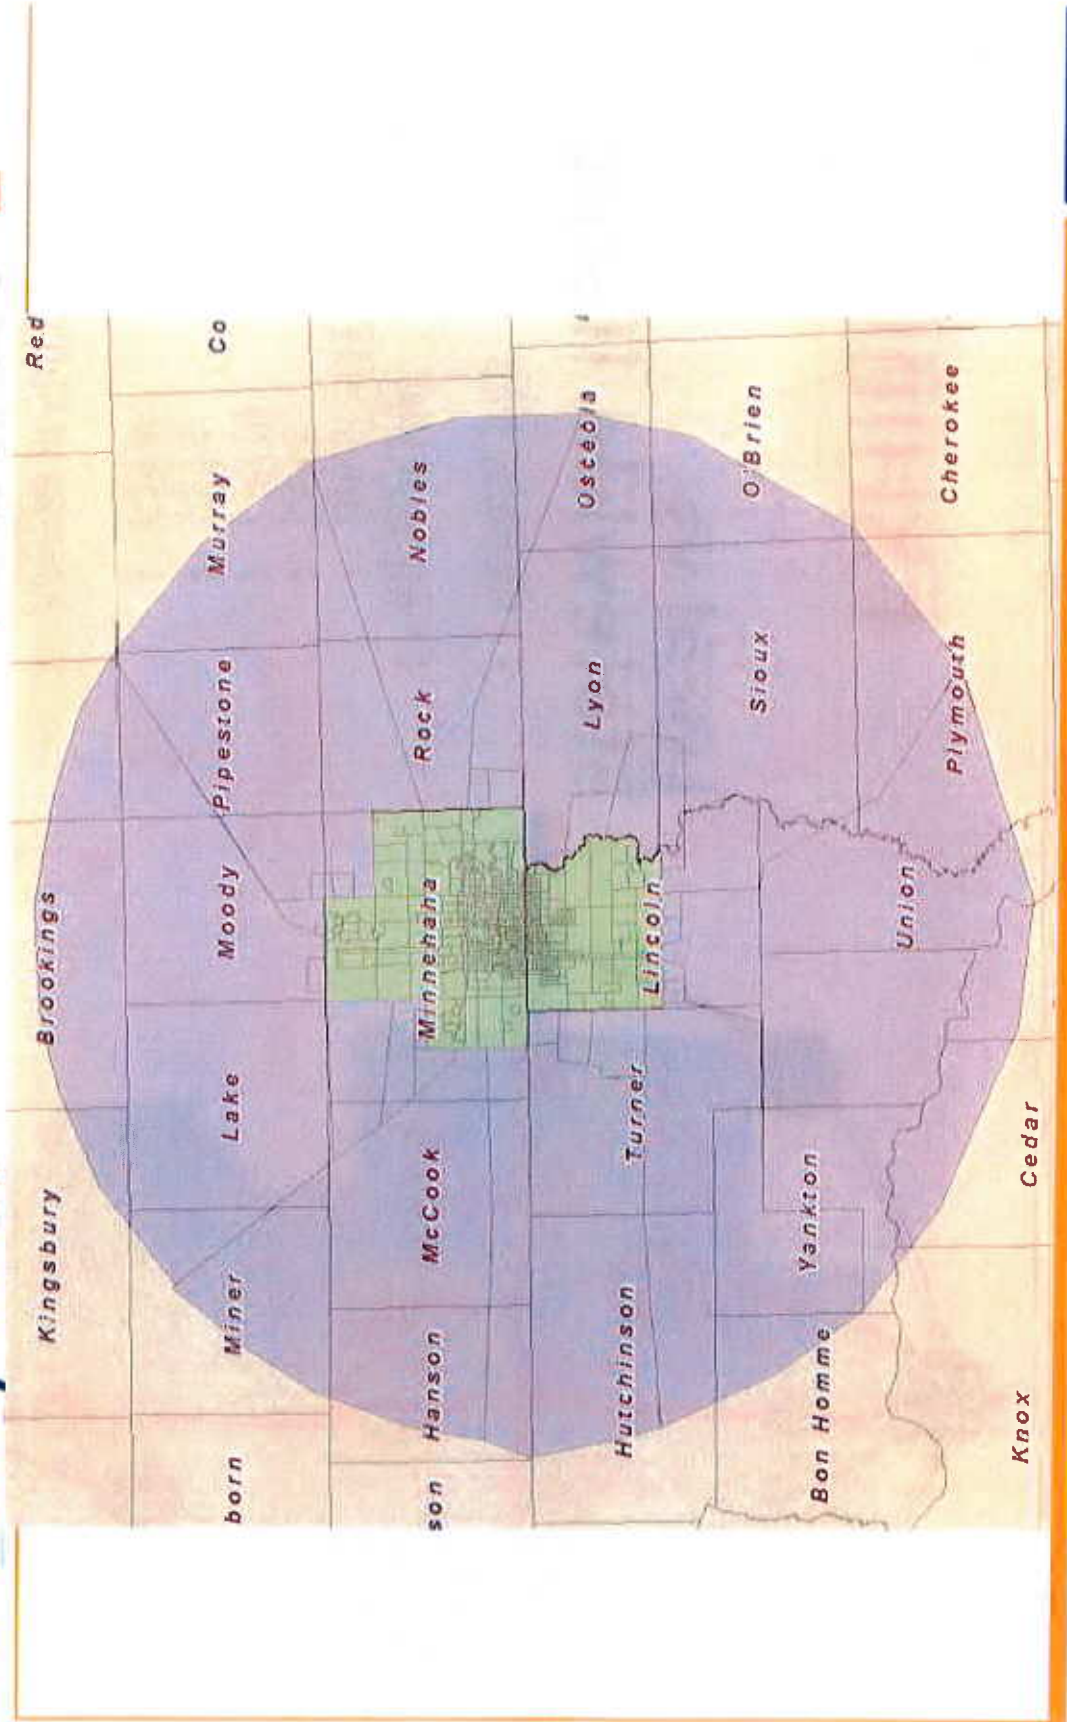 Kingsbury
Brookings
Red
born
Miner
Lake
Moody
Pipestone
Murray
Co
son
Hanson
McCook
Minnehaha
Rock
Nobles
Hutchinson
Turner
Lincoln
Lyon
Osceola
Bon Homme
Yankton
Union
Sioux
O'Brien
Knox
Cedar
Plymouth
Cherokee